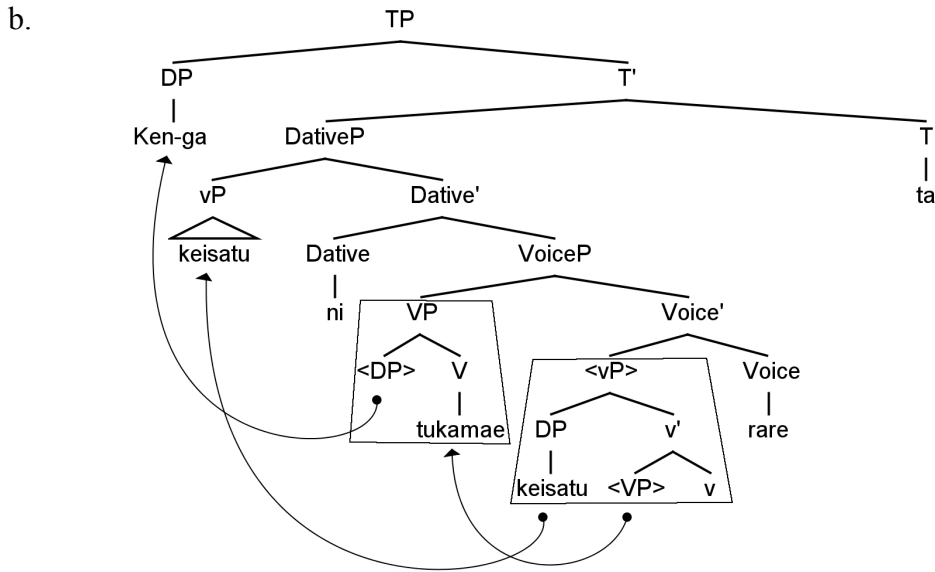 b.
TP
DP T'
Ken-ga DativeP T
vP Dative' ta
keisatu Dative VoiceP
ni VP Voice'
<DP> V <vP> Voice
tukamae DP v' rare
keisatu <VP> v